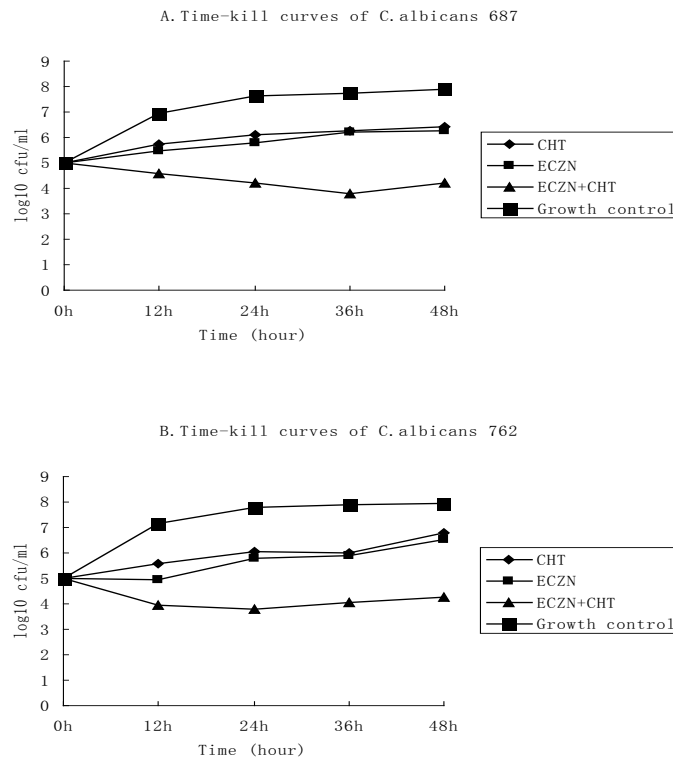 A.Time-kill curves of C.albicans 687
9
8
7
6
5
4
3
2
1
0
log10 cfu/ml
0h 12h 24h 36h 48h
Time (hour)
CHT
ECZN
ECZN+CHT
Growth control
B.Time-kill curves of C.albicans 762
9
8
7
6
5
4
3
2
1
0
log10 cfu/ml
0h 12h 24h 36h 48h
Time (hour)
CHT
ECZN
ECZN+CHT
Growth control